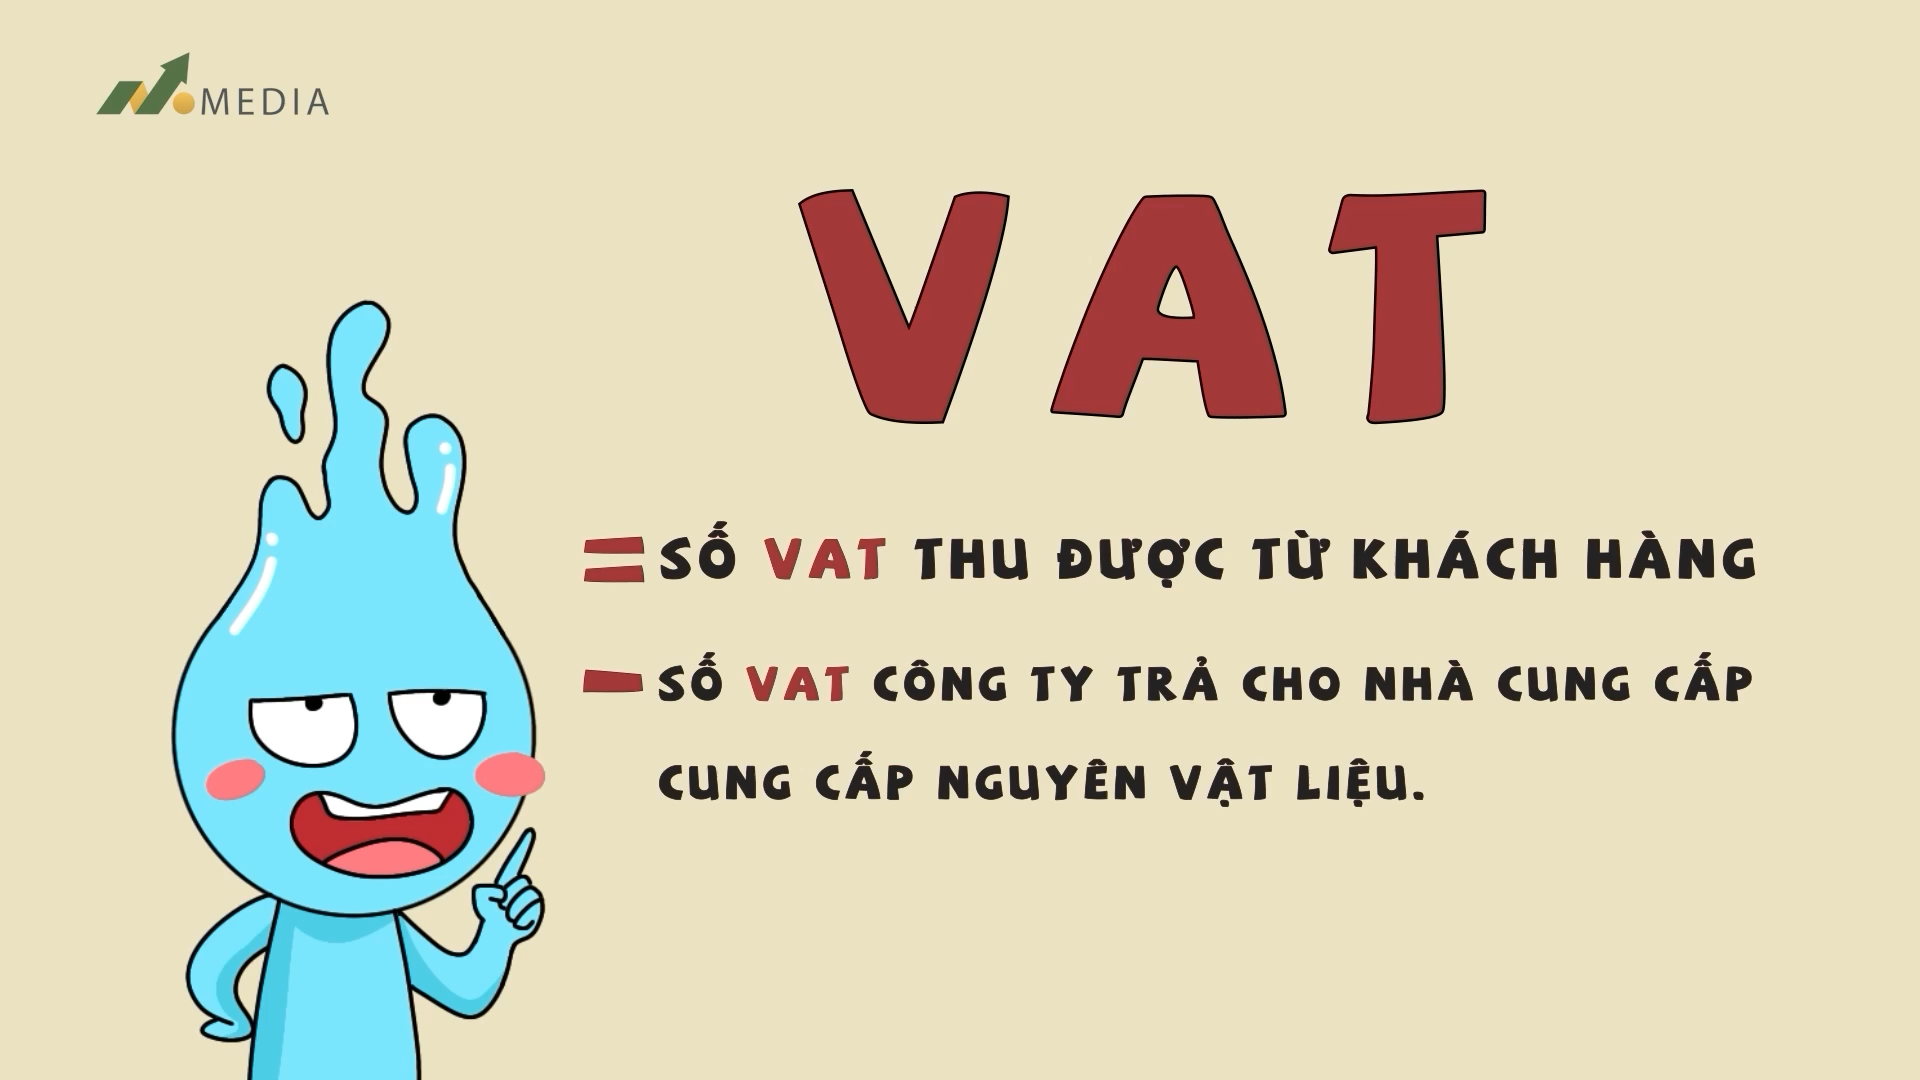 MEDIA
VAT
=SỐ VAT THU ĐƯỢC TỪ KHÁCH HÀNG
-SỐ VAT CÔNG TY TRẢ CHO NHÀ CUNG CẤP
CUNG CẤP NGUYÊN VẬT LIỆU.